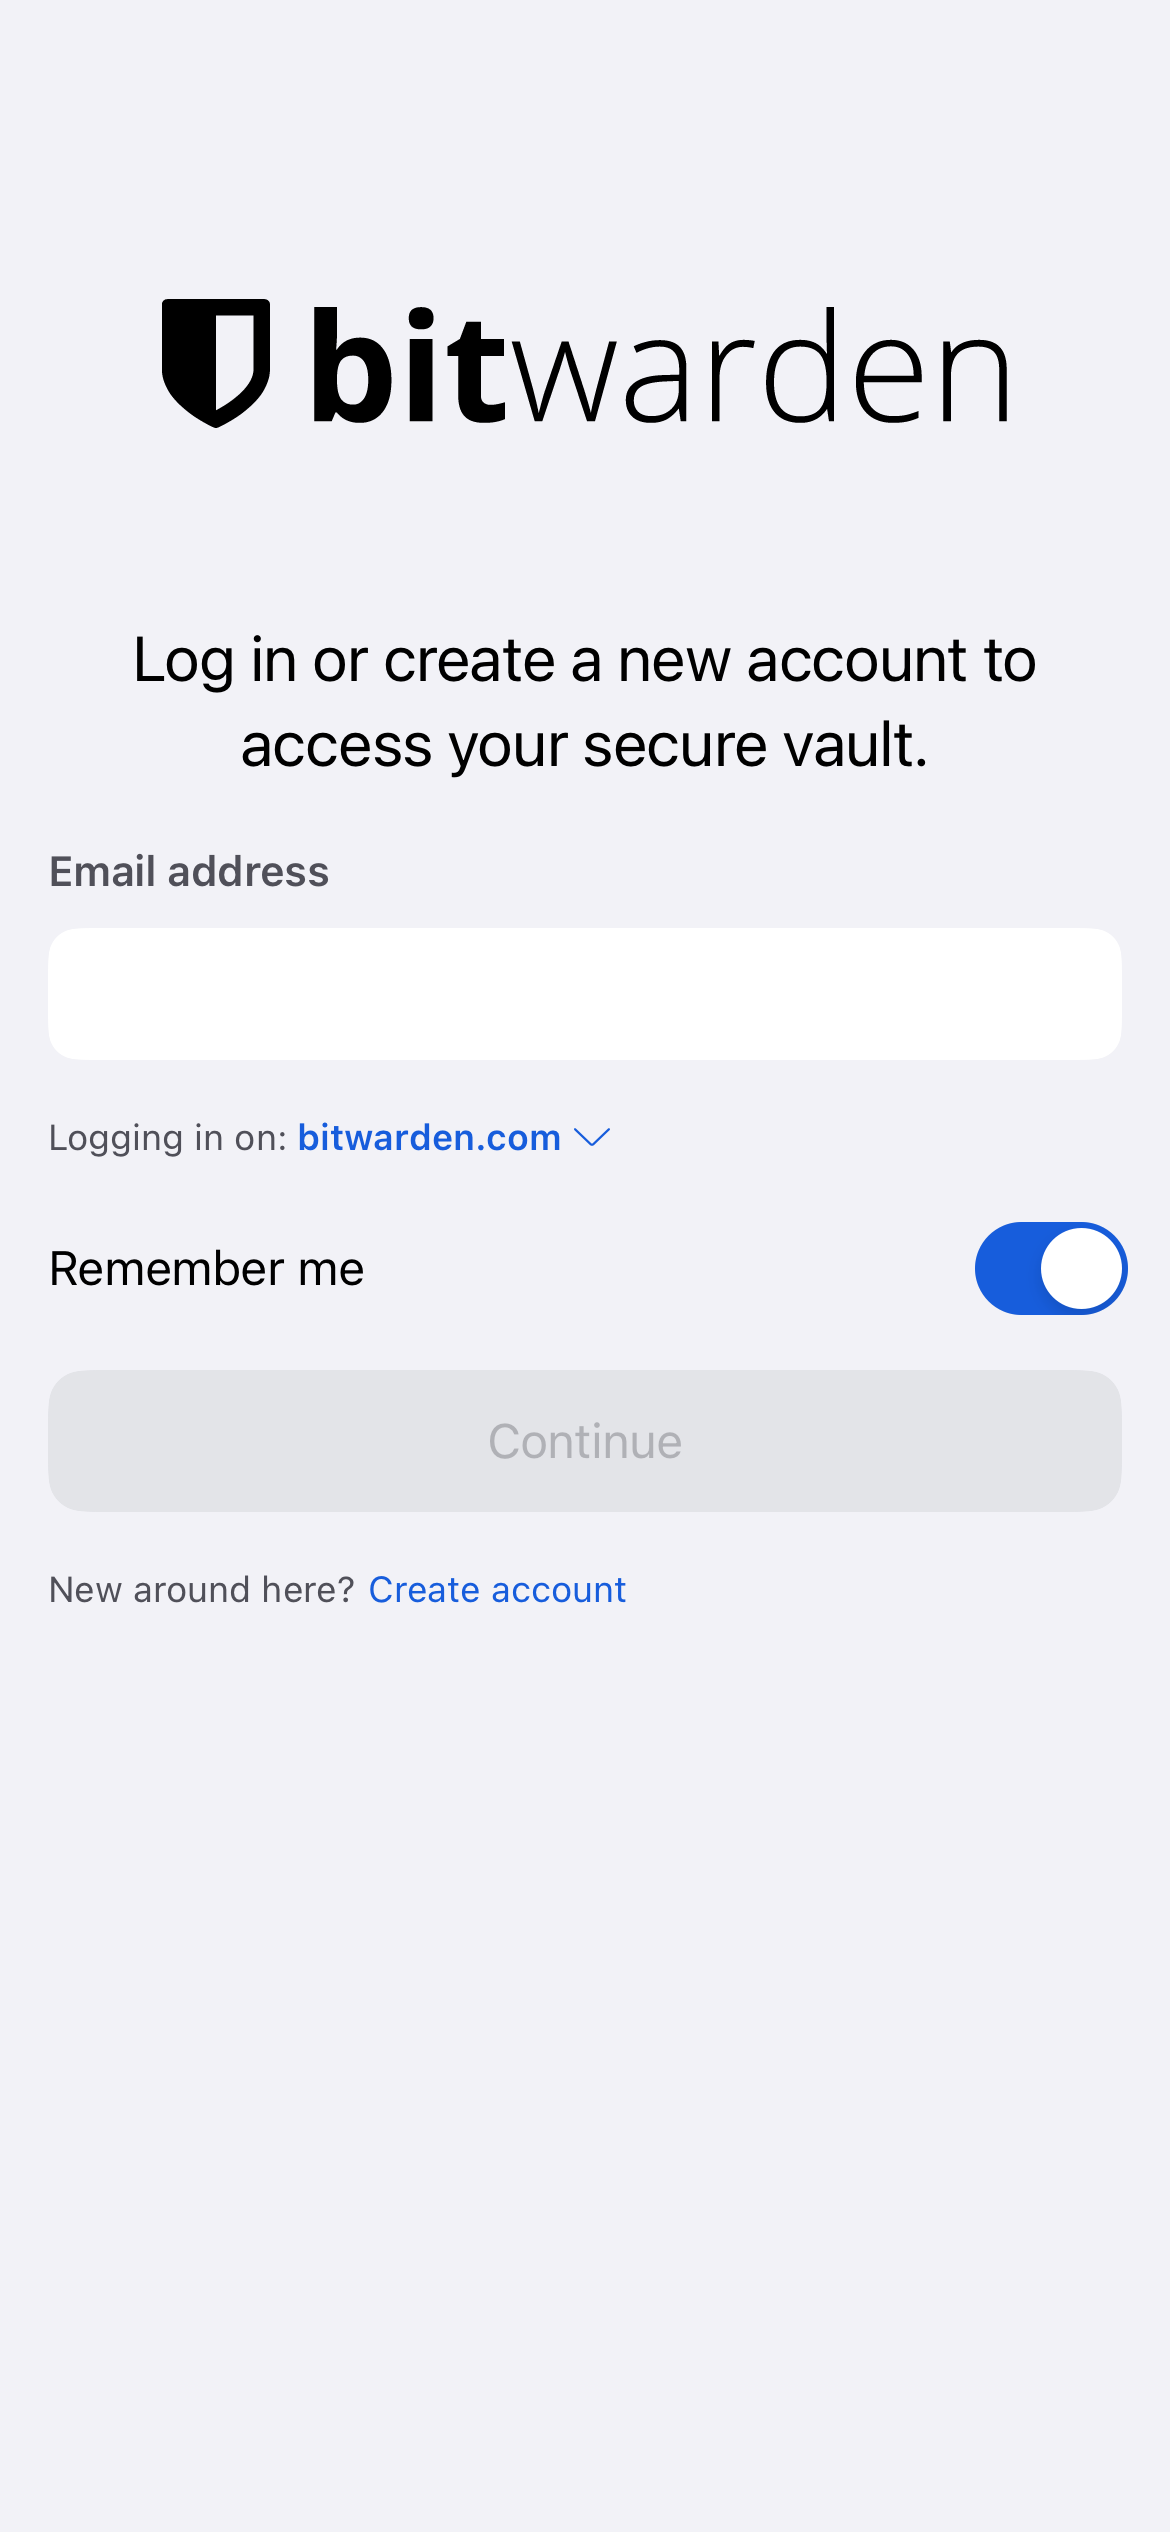 bitwarden
Log in or create a new account to
access your secure vault.
Email address
Logging in on: bitwarden.com
Remember me
Continue
New around here? Create account